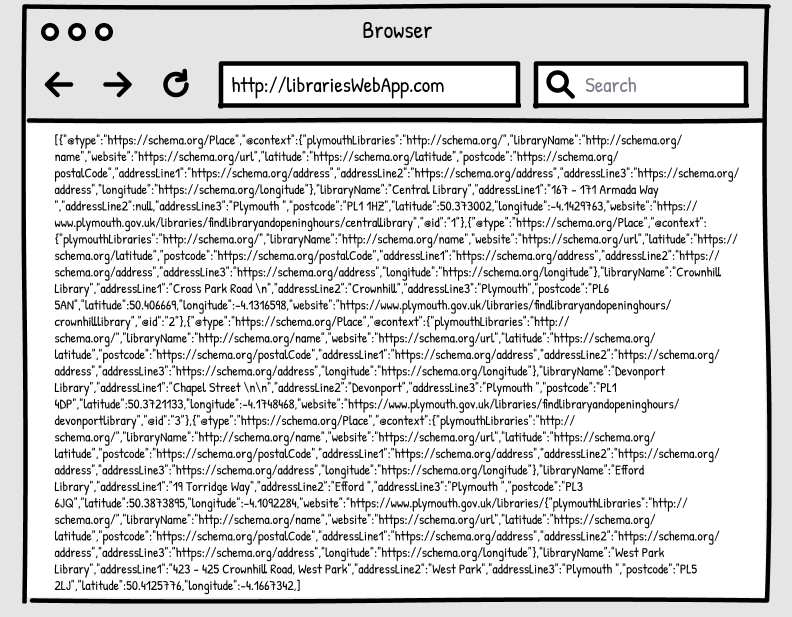 Browser
http://librariesWebApp.com
Search
[{"@type":"https://schema.org/Place","@context":{"plymouthLibraries":"http://schema.org/","libraryName":"http://schema.org/
name","website":"https://schema.org/url","latitude":"https://schema.org/latitude","postcode":"https://schema.org/
postalCode","addressLine1":"https://schema.org/address","addressLine2":"https://schema.org/address","addressLine3":"https://schema.org/
address","longitude":"https://schema.org/longitude"},"libraryName":"Central Library","addressLine1":"167 - 171 Armada Way
","addressLine2":null,"addressLine3":"Plymouth ","postcode":"PL1 1HZ","latitude":50.373002,"longitude":-4.1429763,"website":"https://
www.plymouth.gov.uk/libraries/findlibraryandopeninghours/centrallibrary","@id":"1"},{"@type":"https://schema.org/Place","@context":
{"plymouthLibraries":"http://schema.org/","libraryName":"http://schema.org/name","website":"https://schema.org/url","latitude":"https://
schema.org/latitude","postcode":"https://schema.org/postalCode","addressLine1":"https://schema.org/address","addressLine2":"https://
schema.org/address","addressLine3":"https://schema.org/address","longitude":"https://schema.org/longitude"},"libraryName":"Crownhill
Library","addressLine1":"Cross Park Road \n","addressLine2":"Crownhill","addressLine3":"Plymouth","postcode":"PL6
5AN","latitude":50.406669,"longitude":-4.1316598,"website":"https://www.plymouth.gov.uk/libraries/findlibraryandopeninghours/
crownhilllibrary","@id":"2"},{"@type":"https://schema.org/Place","@context":{"plymouthLibraries":"http://
schema.org/","libraryName":"http://schema.org/name","website":"https://schema.org/url","latitude":"https://schema.org/
latitude","postcode":"https://schema.org/postalCode","addressLine1":"https://schema.org/address","addressLine2":"https://schema.org/
address","addressLine3":"https://schema.org/address","longitude":"https://schema.org/longitude"},"libraryName":"Devonport
Library","addressLine1":"Chapel Street \n\n","addressLine2":"Devonport","addressLine3":"Plymouth ","postcode":"PL1
4DP","latitude":50.3721133,"longitude":-4.1748468,"website":"https://www.plymouth.gov.uk/libraries/findlibraryandopeninghours/
devonportlibrary","@id":"3"},{"@type":"https://schema.org/Place","@context":{"plymouthLibraries":"http://
schema.org/","libraryName":"http://schema.org/name","website":"https://schema.org/url","latitude":"https://schema.org/
latitude","postcode":"https://schema.org/postalCode","addressLine1":"https://schema.org/address","addressLine2":"https://schema.org/
address","addressLine3":"https://schema.org/address","longitude":"https://schema.org/longitude"},"libraryName":"Efford
Library","addressLine1":"19 Torridge Way","addressLine2":"Efford ","addressLine3":"Plymouth ","postcode":"PL3
6JQ","latitude":50.3873895,"longitude":-4.1092284,"website":"https://www.plymouth.gov.uk/libraries/{"plymouthLibraries":"http://
schema.org/","libraryName":"http://schema.org/name","website":"https://schema.org/url","latitude":"https://schema.org/
latitude","postcode":"https://schema.org/postalCode","addressLine1":"https://schema.org/address","addressLine2":"https://schema.org/
address","addressLine3":"https://schema.org/address","longitude":"https://schema.org/longitude"},"libraryName":"West Park
Library","addressLine1":"423 - 425 Crownhill Road, West Park","addressLine2":"West Park","addressLine3":"Plymouth ","postcode":"PL5
2LJ","latitude":50.4125776,"longitude":-4.1667342,]